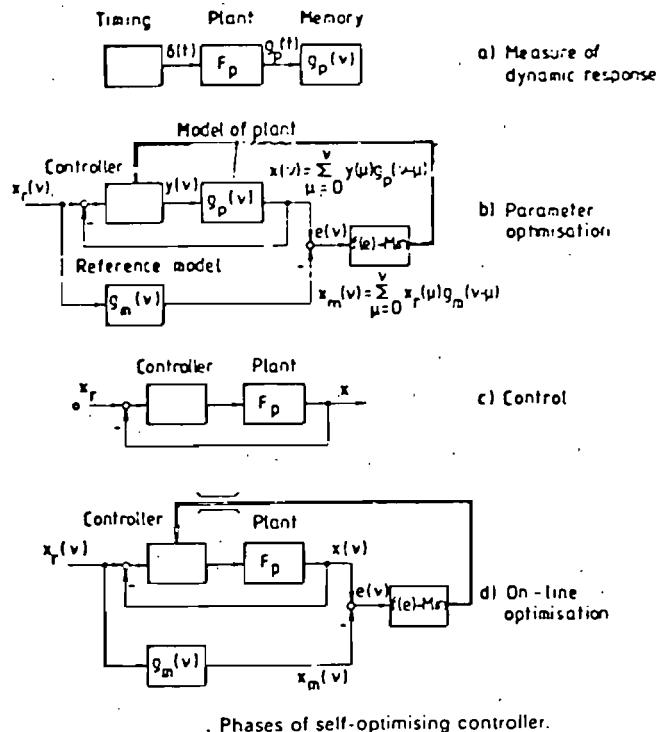 Timing Plant Memory
δ(t) F_p g_p(t) g_p(ν)
a) Measure of
dynamic response
Model of plant
Controller x(ν)=∑_{μ=0}^{ν} y(μ)g_p(ν-μ)
x_r(ν) y(ν) g_p(ν)
-
e(ν) f(e)→Min
b) Parameter
optimisation
-
Reference model
g_m(ν) x_m(ν)=∑_{μ=0}^{ν} x_r(μ)g_m(ν-μ)
Controller Plant
x_r F_p x
-
c) Control
Controller Plant
x_r(ν) F_p x(ν)
-
e(ν) f(e)→Min
d) On-line
optimisation
-
g_m(ν) x_m(ν)
Phases of self-optimising controller.